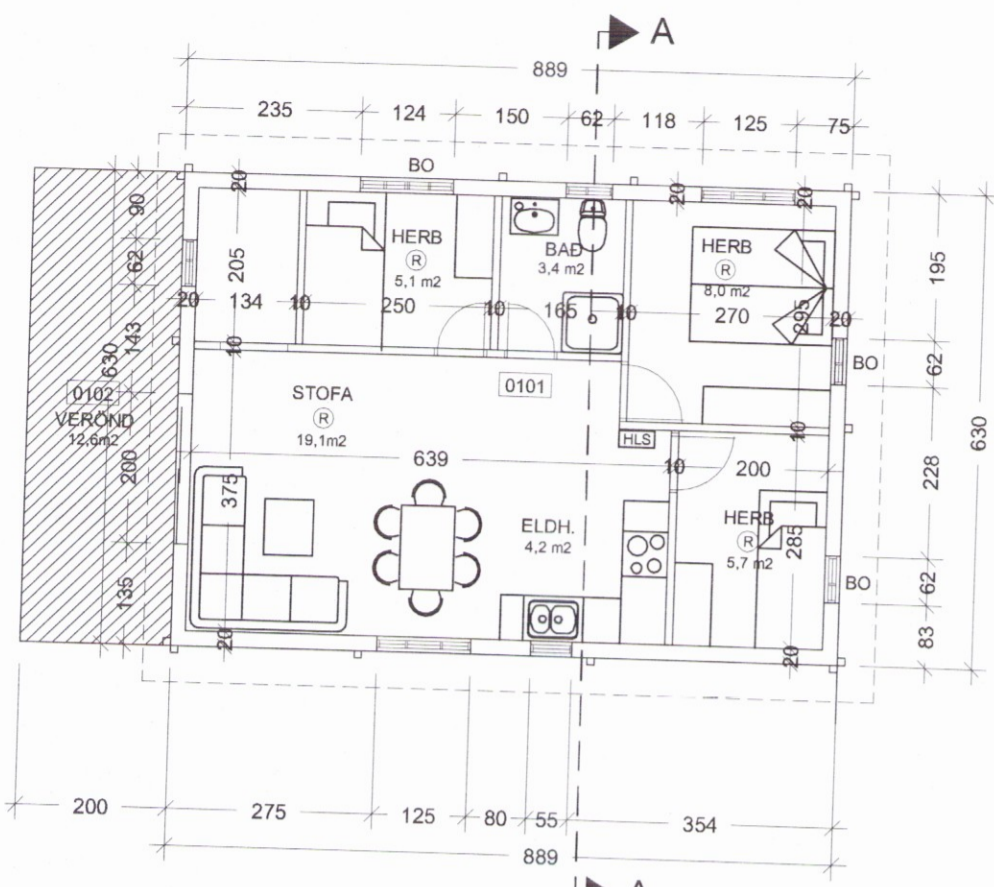 A
889
235 124 150 62 118 125 75
BO
20 20 20
90
62
143
200
135
630
205
20 134 10 250 10 165 10 270 20
HERB
R
5,1 m2
BAÐ
3,4 m2
HERB
R
8,0 m2
295
195
62
228
62
83
630
BO
10
0102
VERÖND
12,6m2
STOFA
R
19,1m2
0101
HLS
10
639
10
200
375
ELDH.
4,2 m2
HERB
R
5,7 m2
285
BO
20
20
200 275 125 80 55 354
889
A